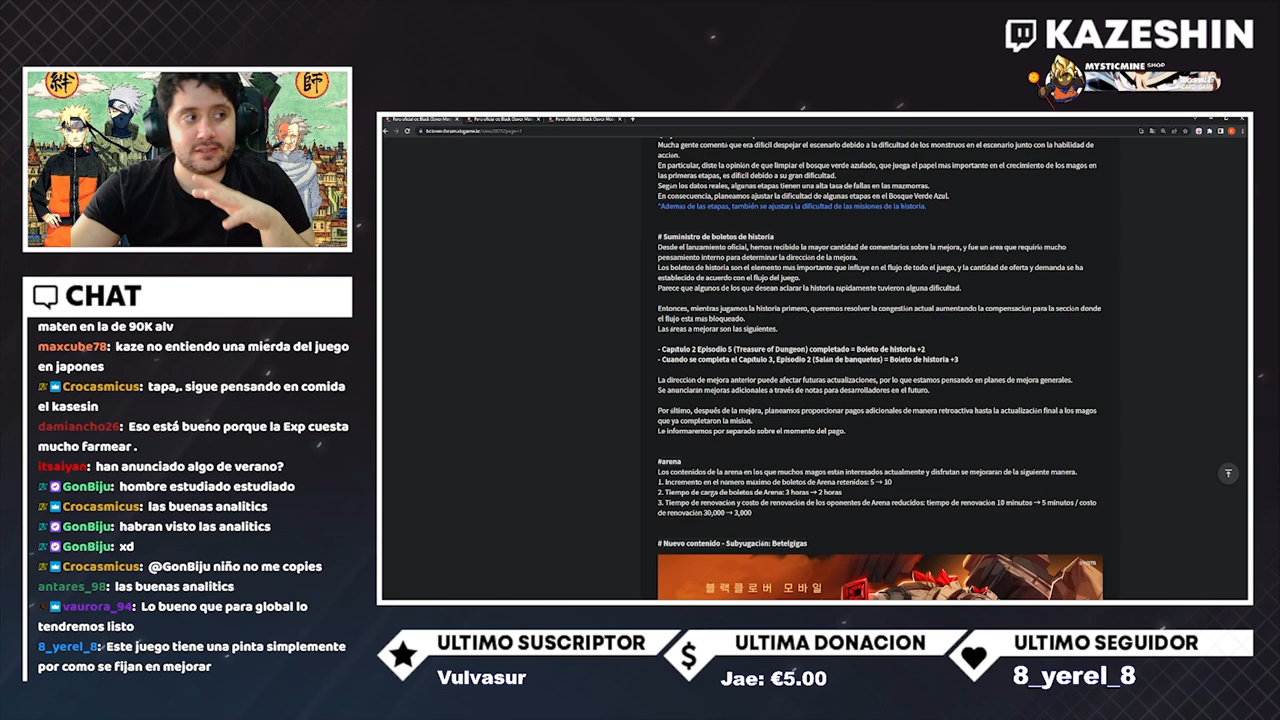 KAZESHIN
MYSTICMINE SHOP
絆
師
CHAT
maten en la de 90K alv
maxcube78: kaze no entiendo una mierda del juego
en japones
Crocasmicus: tapa,. sigue pensando en comida
el kasesin
damiancho26: Eso está bueno porque la Exp cuesta
mucho farmear .
itsaiyan: han anunciado algo de verano?
GonBiju: hombre estudiado estudiado
Crocasmicus: las buenas analitics
GonBiju: habran visto las analitics
GonBiju: xd
Crocasmicus: @GonBiju niño no me copies
antares_98: las buenas analitics
vaurora_94: Lo bueno que para global lo
tendremos listo
8_yerel_8: Este juego tiene una pinta simplemente
por como se fijan en mejorar
Mucha gente comentó que era difícil despejar el escenario debido a la dificultad de los monstruos en el escenario junto con la habilidad de
acción.
En particular, diste la opinión de que limpiar el bosque verde azulado, que juega el papel más importante en el crecimiento de los magos en
las primeras etapas, es difícil debido a su gran dificultad.
Según los datos reales, algunas etapas tienen una alta tasa de fallas en las mazmorras.
En consecuencia, planeamos ajustar la dificultad de algunas etapas en el Bosque Verde Azul.
*Además de las etapas, también se ajustará la dificultad de las misiones de la historia.
# Suministro de boletos de historia
Desde el lanzamiento oficial, hemos recibido la mayor cantidad de comentarios sobre la mejora, y fue un área que requirió mucho
pensamiento interno para determinar la dirección de la mejora.
Los boletos de historia son el elemento más importante que influye en el flujo de todo el juego, y la cantidad de oferta y demanda se ha
establecido de acuerdo con el flujo del juego.
Parece que algunos de los que desean aclarar la historia rápidamente tuvieron alguna dificultad.
Entonces, mientras jugamos la historia primero, queremos resolver la congestión actual aumentando la compensación para la sección donde
el flujo está más bloqueado.
Las áreas a mejorar son las siguientes.
- Capítulo 2 Episodio 5 (Treasure of Dungeon) completado = Boleto de historia +2
- Cuando se completa el Capítulo 3, Episodio 2 (Salón de banquetes) = Boleto de historia +3
La dirección de mejora anterior puede afectar futuras actualizaciones, por lo que estamos pensando en planes de mejora generales.
Se anunciarán mejoras adicionales a través de notas para desarrolladores en el futuro.
Por último, después de la mejora, planeamos proporcionar pagos adicionales de manera retroactiva hasta la actualización final a los magos
que ya completaron la misión.
Le informaremos por separado sobre el momento del pago.
#arena
Los contenidos de la arena en los que muchos magos están interesados actualmente y disfrutan se mejorarán de la siguiente manera.
1. Incremento en el número máximo de boletos de Arena retenidos: 5 → 10
2. Tiempo de carga de boletos de Arena: 3 horas → 2 horas
3. Tiempo de renovación y costo de renovación de los oponentes de Arena reducidos: tiempo de renovación 10 minutos → 5 minutos / costo
de renovación 30,000 → 3,000
# Nuevo contenido - Subyugación: Betelgigas
블랙클로버 모바일
ULTIMO SUSCRIPTOR
Vulvasur
ULTIMA DONACION
Jae: €5.00
ULTIMO SEGUIDOR
8_yerel_8